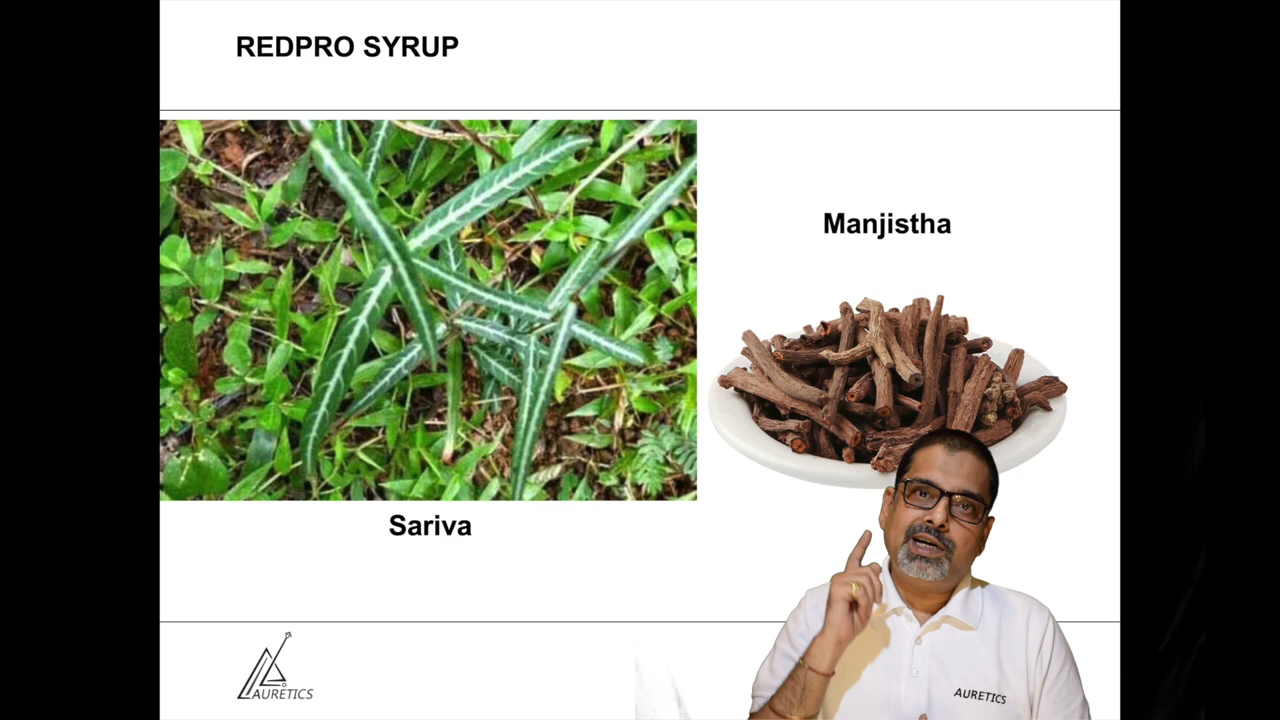 REDPRO SYRUP
Manjistha
Sariva
AURETICS
AURETICS